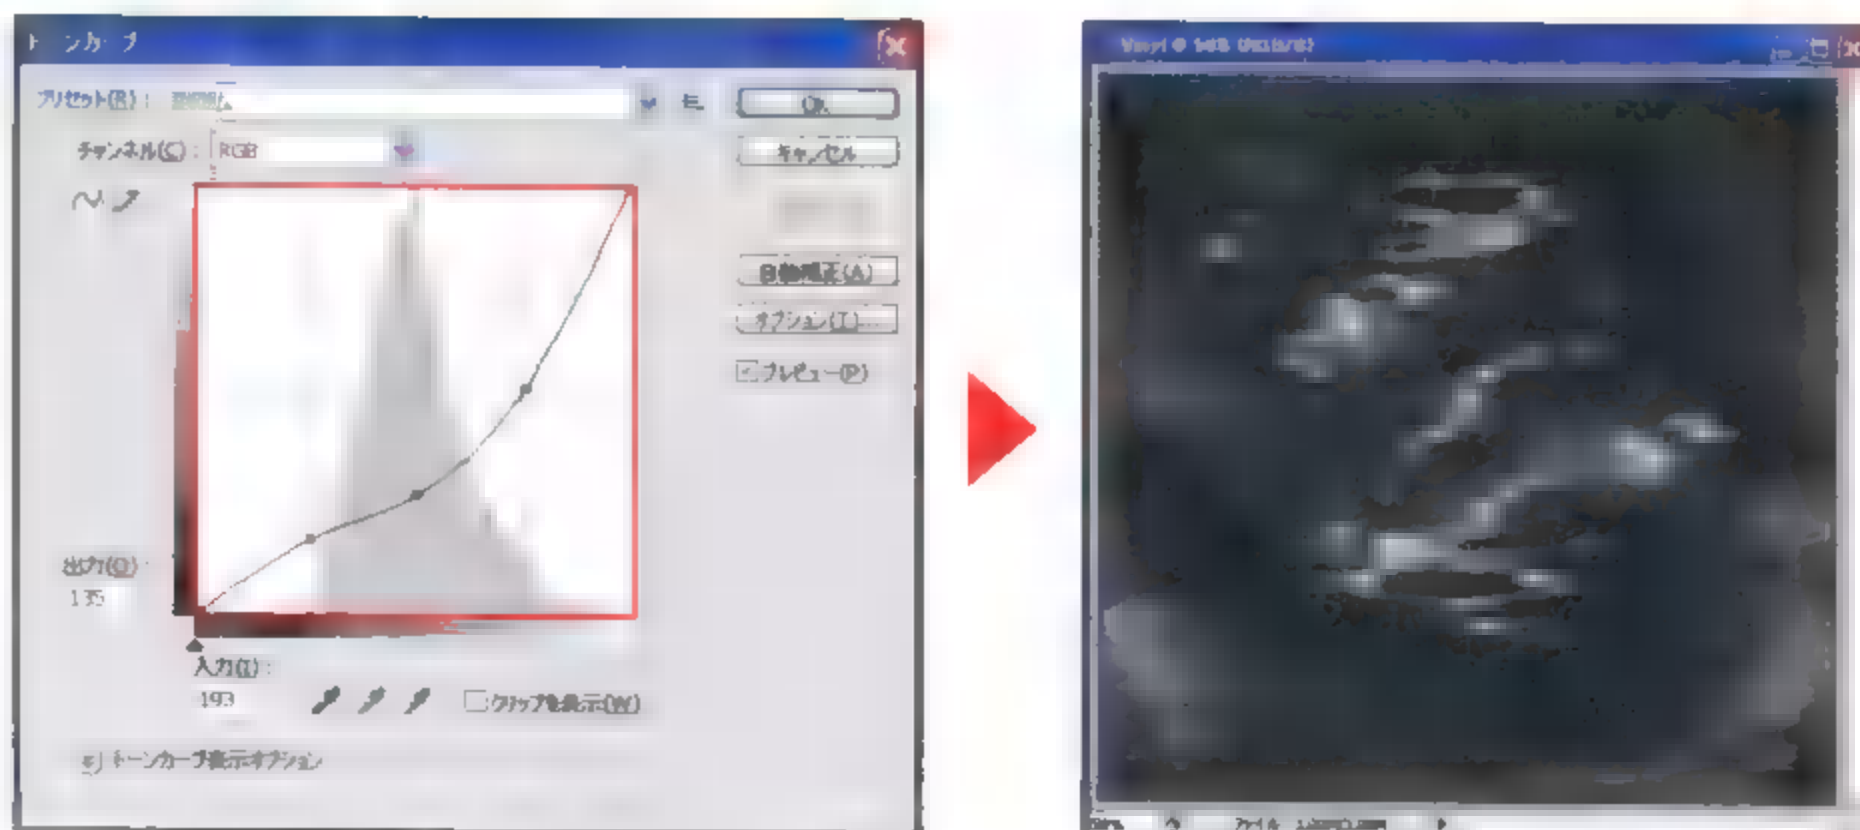 トーンカーブ
プリセット(R):
OK
チャンネル(C): RGB
キャンセル
自動補正(A)
オプション(T)...
プレビュー(P)
出力(O):
135
入力(I):
193
クリップを表示(W)
トーンカーブ表示オプション